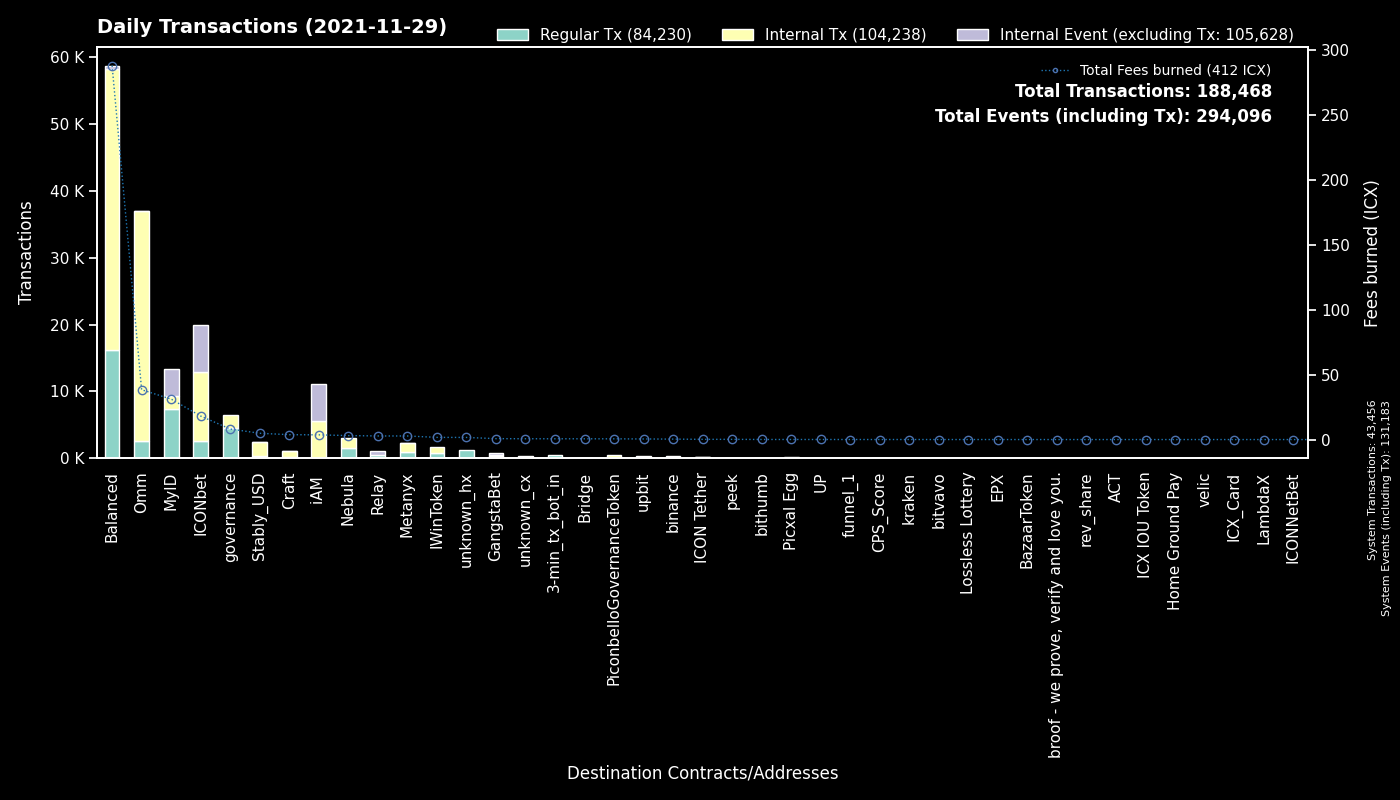 Daily Transactions (2021-11-29)
Regular Tx (84,230)
Internal Tx (104,238)
Internal Event (excluding Tx: 105,628)
Total Fees burned (412 ICX)
Total Transactions: 188,468
Total Events (including Tx): 294,096
Transactions
60 K
50 K
40 K
30 K
20 K
10 K
0 K
300
250
200
150
100
50
0
Fees burned (ICX)
System Transactions: 43,456
System Events (including Tx): 131,183
Balanced
Omm
MyID
ICONbet
governance
Stably_USD
Craft
iAM
Nebula
Relay
Metanyx
IWinToken
unknown_hx
GangstaBet
unknown_cx
3-min_tx_bot_in
Bridge
PiconbelloGovernanceToken
upbit
binance
ICON Tether
peek
bithumb
Picxal Egg
UP
funnel_1
CPS_Score
kraken
bitvavo
Lossless Lottery
EPX
BazaarToken
broof - we prove, verify and love you.
rev_share
ACT
ICX IOU Token
Home Ground Pay
velic
ICX_Card
LambdaX
ICONNetBet
Destination Contracts/Addresses